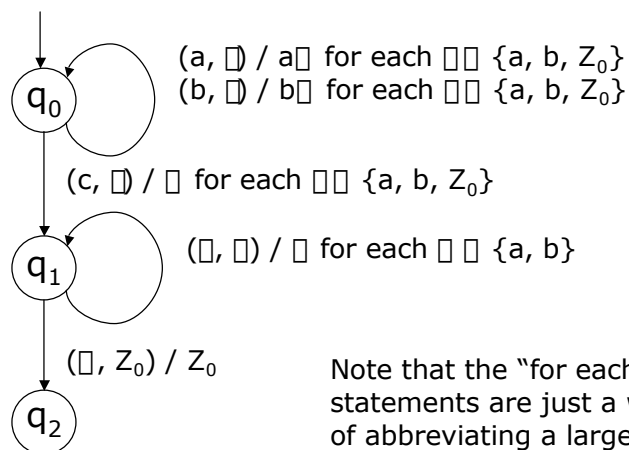 (a, □) / a□ for each □□ {a, b, Z₀}
(b, □) / b□ for each □□ {a, b, Z₀}
q₀
(c, □) / □ for each □□ {a, b, Z₀}
(□, □) / □ for each □ □ {a, b}
q₁
(□, Z₀) / Z₀
Note that the “for each
statements are just a
of abbreviating a large
q₂